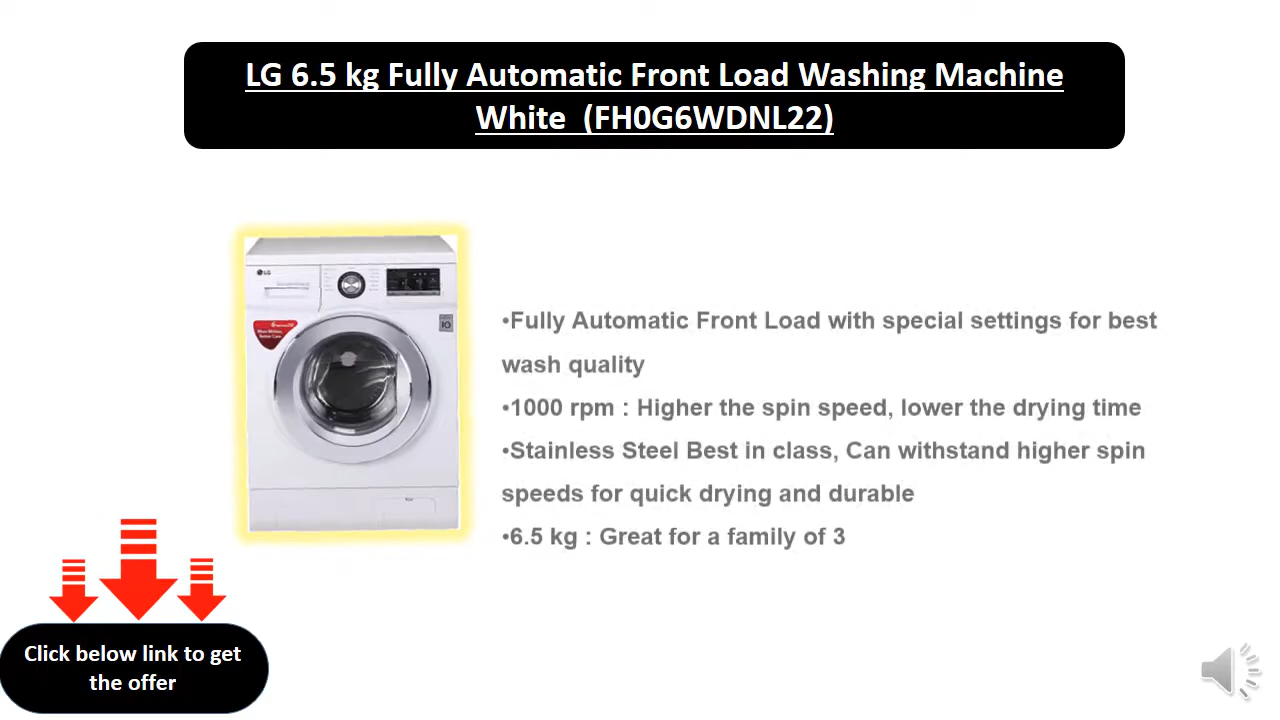 LG 6.5 kg Fully Automatic Front Load Washing Machine
White  (FH0G6WDNL22)
LG
•Fully Automatic Front Load with special settings for best
wash quality
•1000 rpm : Higher the spin speed, lower the drying time
•Stainless Steel Best in class, Can withstand higher spin
speeds for quick drying and durable
•6.5 kg : Great for a family of 3
Click below link to get
the offer